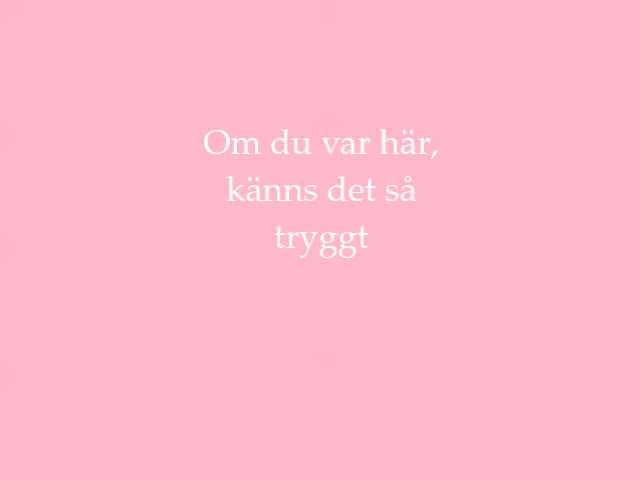 Om du var här,
känns det så
tryggt